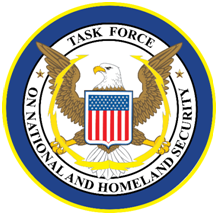 TASK FORCE
ON NATIONAL AND HOMELAND SECURITY